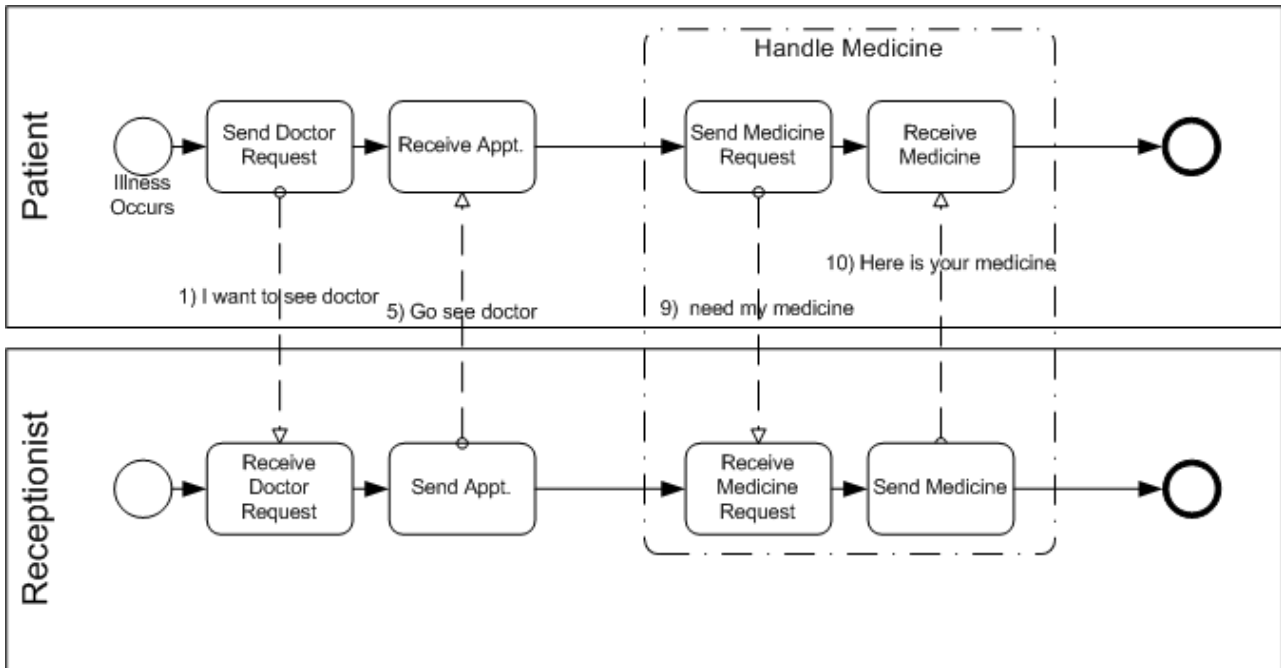 Handle Medicine
Patient
Send Doctor
Request
Receive Appt.
Send Medicine
Request
Receive
Medicine
Illness
Occurs
1) I want to see doctor
5) Go see doctor
9)  need my medicine
10) Here is your medicine
Receptionist
Receive
Doctor
Request
Send Appt.
Receive
Medicine
Request
Send Medicine